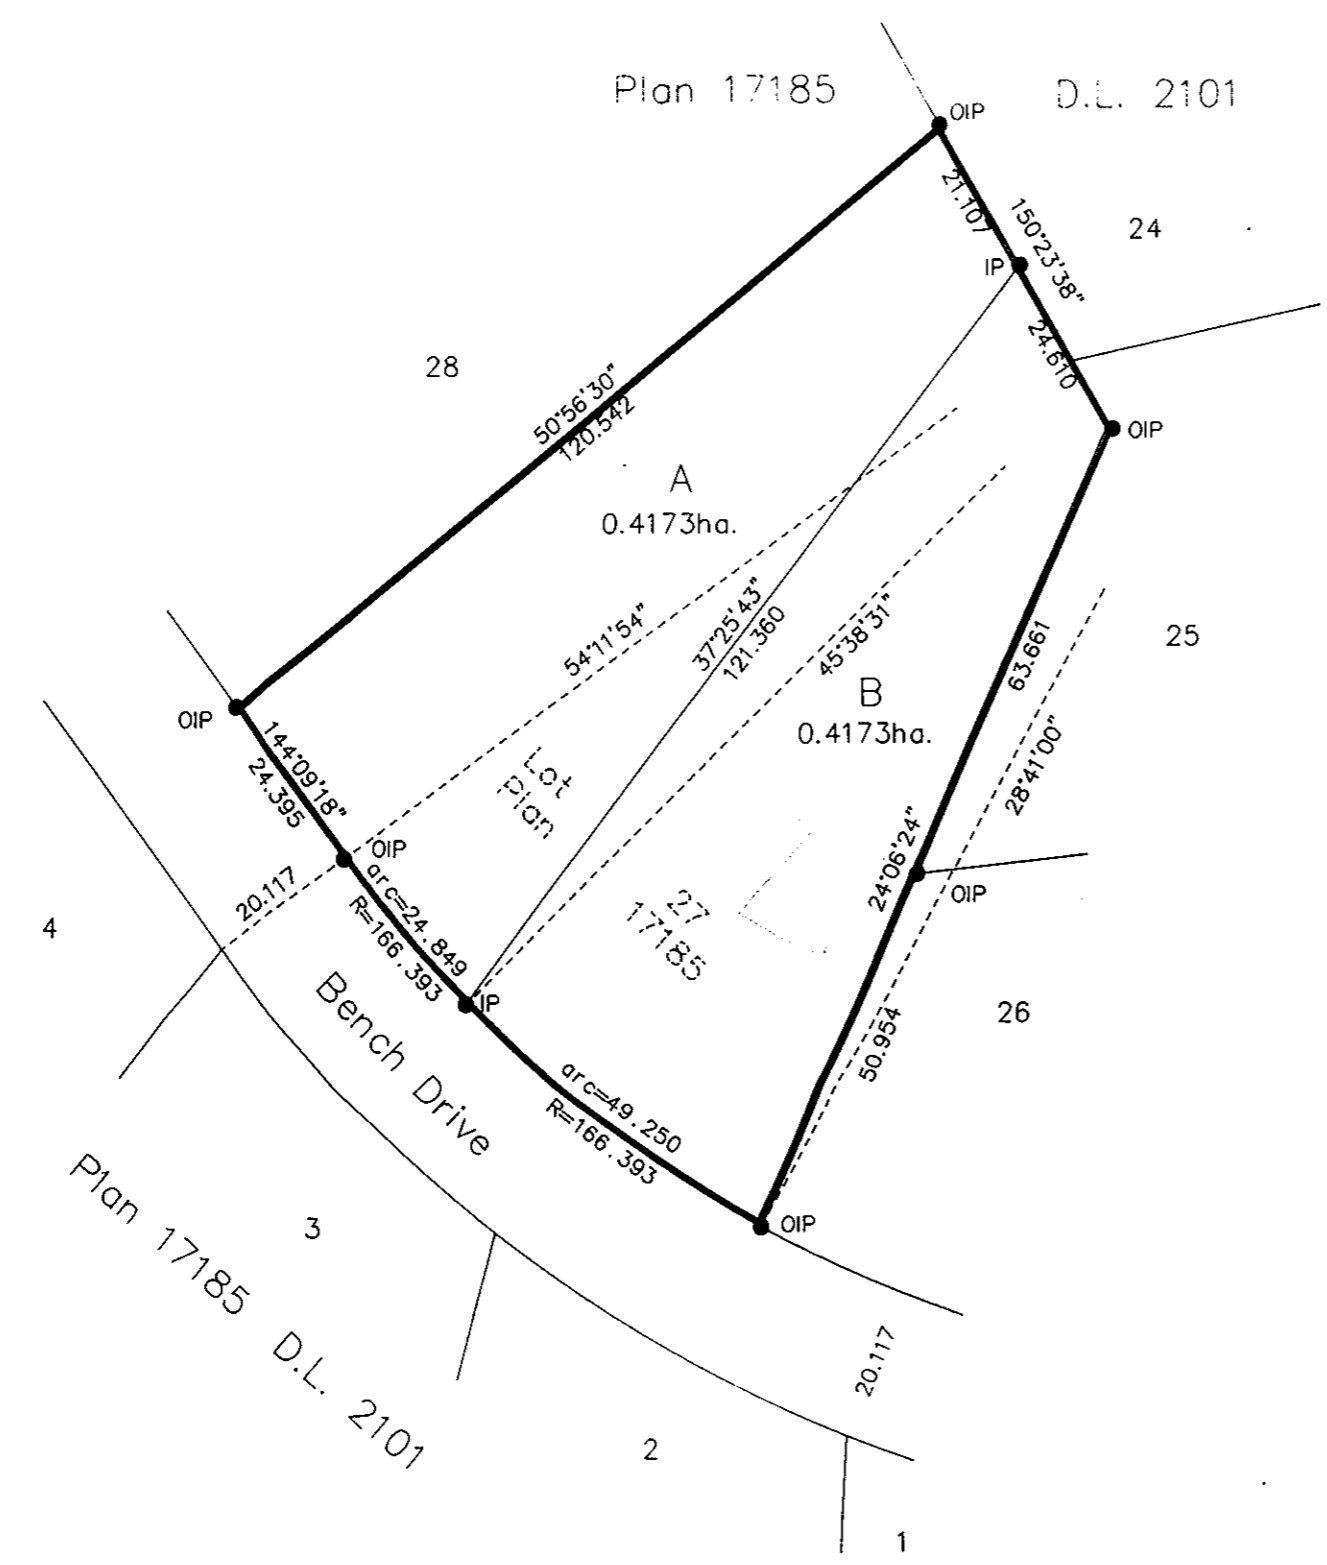 Plan 17185
D.L. 2101
OIP
21.107
150°23'38"
24
IP
24.610
28
50°56'30"
120.542
OIP
A
0.4173ha.
54°11'54"
37°25'43"
121.360
45°38'31"
63.661
25
B
0.4173ha.
OIP
144°09'18"
24.395
Lot
Plan
28°41'00"
OIP
20.117
arc=24.849
R=166.393
24°06'24"
OIP
27
17185
4
IP
Bench Drive
50.954
26
arc=49.250
R=166.393
OIP
Plan 17185 D.L. 2101
3
20.117
2
1